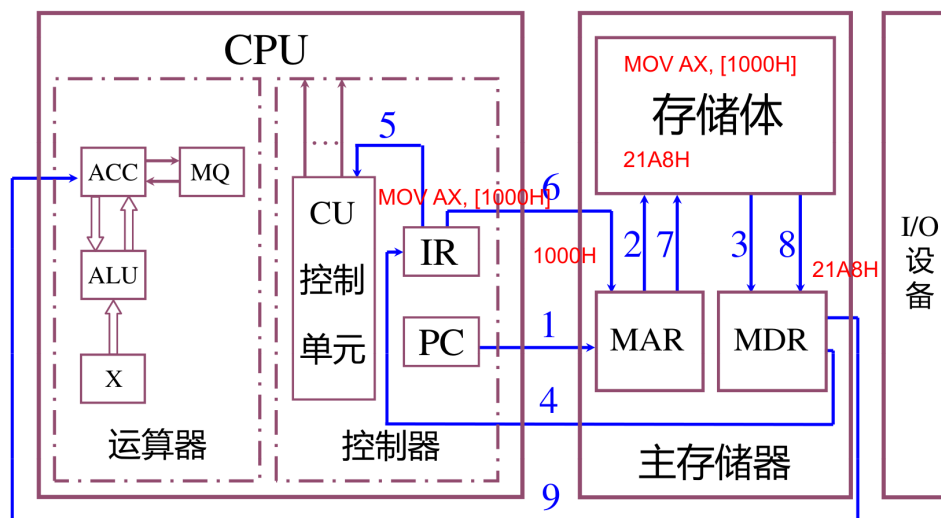 CPU
ACC
MQ
ALU
X
运算器
CU
控制
单元
...
5
MOV AX, [1000H]
IR
PC
控制器
6
1000H
1
4
9
MOV AX, [1000H]
存储体
21A8H
2
7
3
8
21A8H
MAR
MDR
主存储器
I/O
设
备